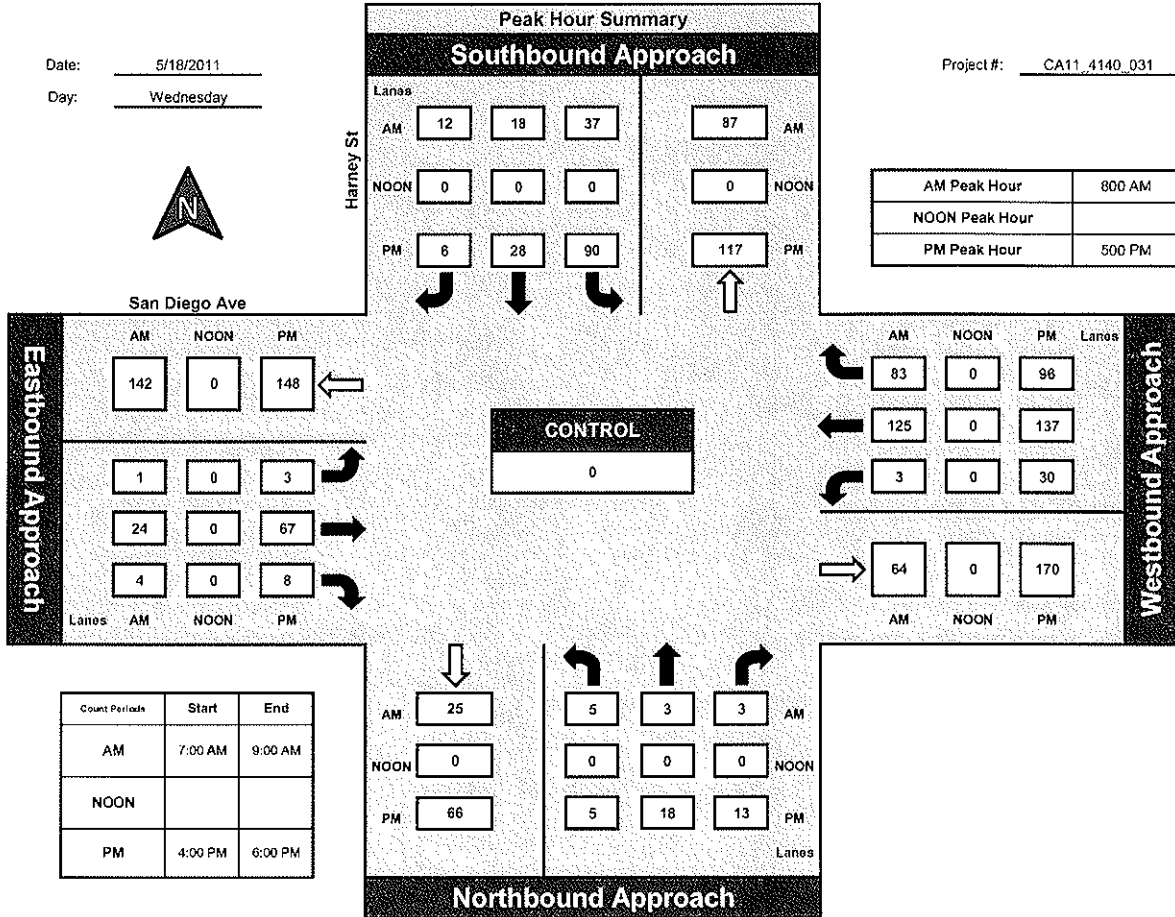 Peak Hour Summary
Southbound Approach
Date: 5/18/2011
Day: Wednesday
Project #: CA11_4140_031
N
Harney St
Lanes
AM 12 18 37 87 AM
NOON 0 0 0 0 NOON
PM 6 28 90 117 PM
AM Peak Hour 800 AM
NOON Peak Hour
PM Peak Hour 500 PM
San Diego Ave
Eastbound Approach
AM NOON PM
142 0 148
1 0 3
24 0 67
4 0 8
Lanes AM NOON PM
CONTROL
0
AM NOON PM Lanes
83 0 96
125 0 137
3 0 30
64 0 170
AM NOON PM
Westbound Approach
Count Periods Start End
AM 7:00 AM 9:00 AM
NOON
PM 4:00 PM 6:00 PM
AM 25 5 3 3 AM
NOON 0 0 0 0 NOON
PM 66 5 18 13 PM
Lanes
Northbound Approach